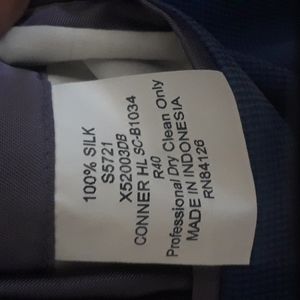 100% SILK
S5721
X52003DB
CONNER HL SC-B1034
R40
Professional Dry Clean Only
MADE IN INDONESIA
RN84126